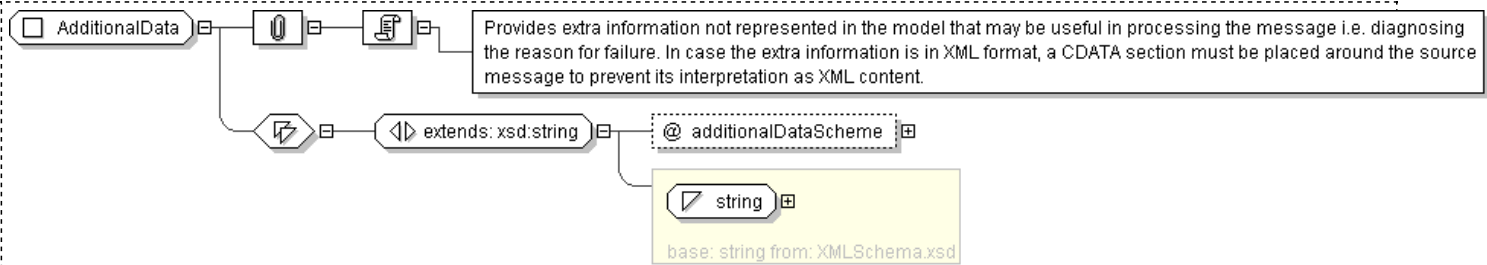 AdditionalData
Provides extra information not represented in the model that may be useful in processing the message i.e. diagnosing
the reason for failure. In case the extra information is in XML format, a CDATA section must be placed around the source
message to prevent its interpretation as XML content.
extends: xsd:string
@ additionalDataScheme
string
base: string from: XMLSchema.xsd